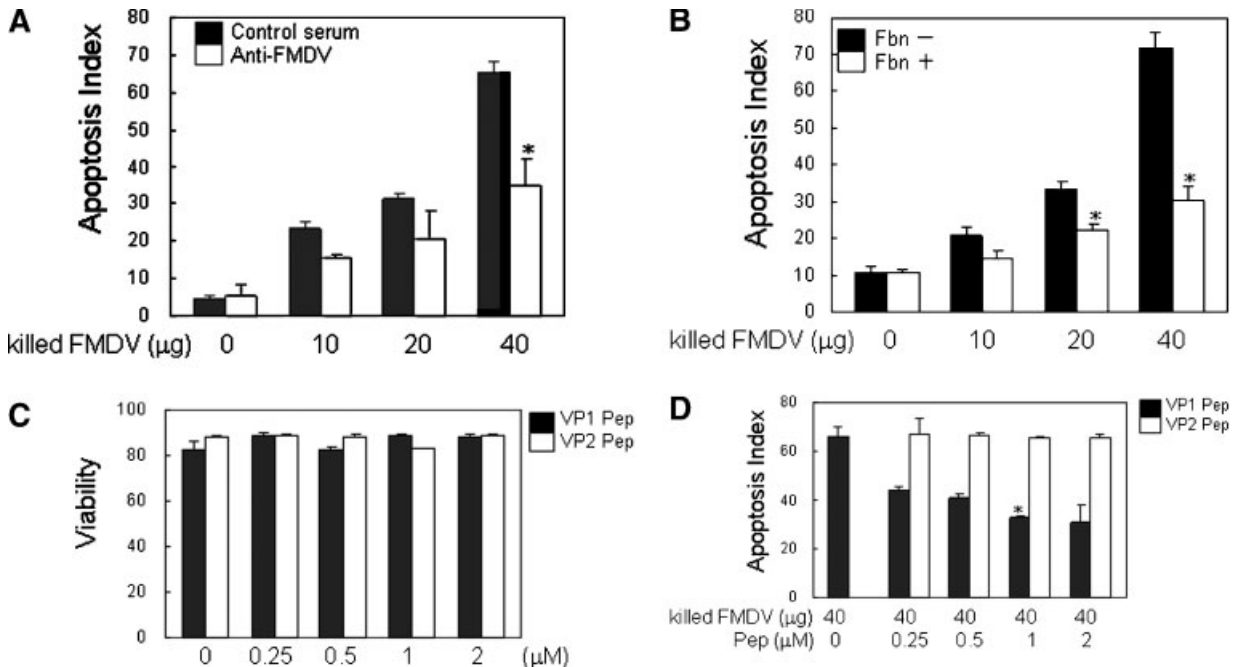 A
80
70
60
50
40
30
20
10
0
Apoptosis Index
Control serum
Anti-FMDV
*
killed FMDV (µg) 0 10 20 40
B
80
70
60
50
40
30
20
10
0
Apoptosis Index
Fbn −
Fbn +
* *
killed FMDV (µg) 0 10 20 40
C
100
80
60
40
20
0
Viability
VP1 Pep
VP2 Pep
0 0.25 0.5 1 2 (µM)
D
80
60
40
20
0
Apoptosis Index
VP1 Pep
VP2 Pep
*
killed FMDV (µg) 40 40 40 40 40
Pep (µM) 0 0.25 0.5 1 2